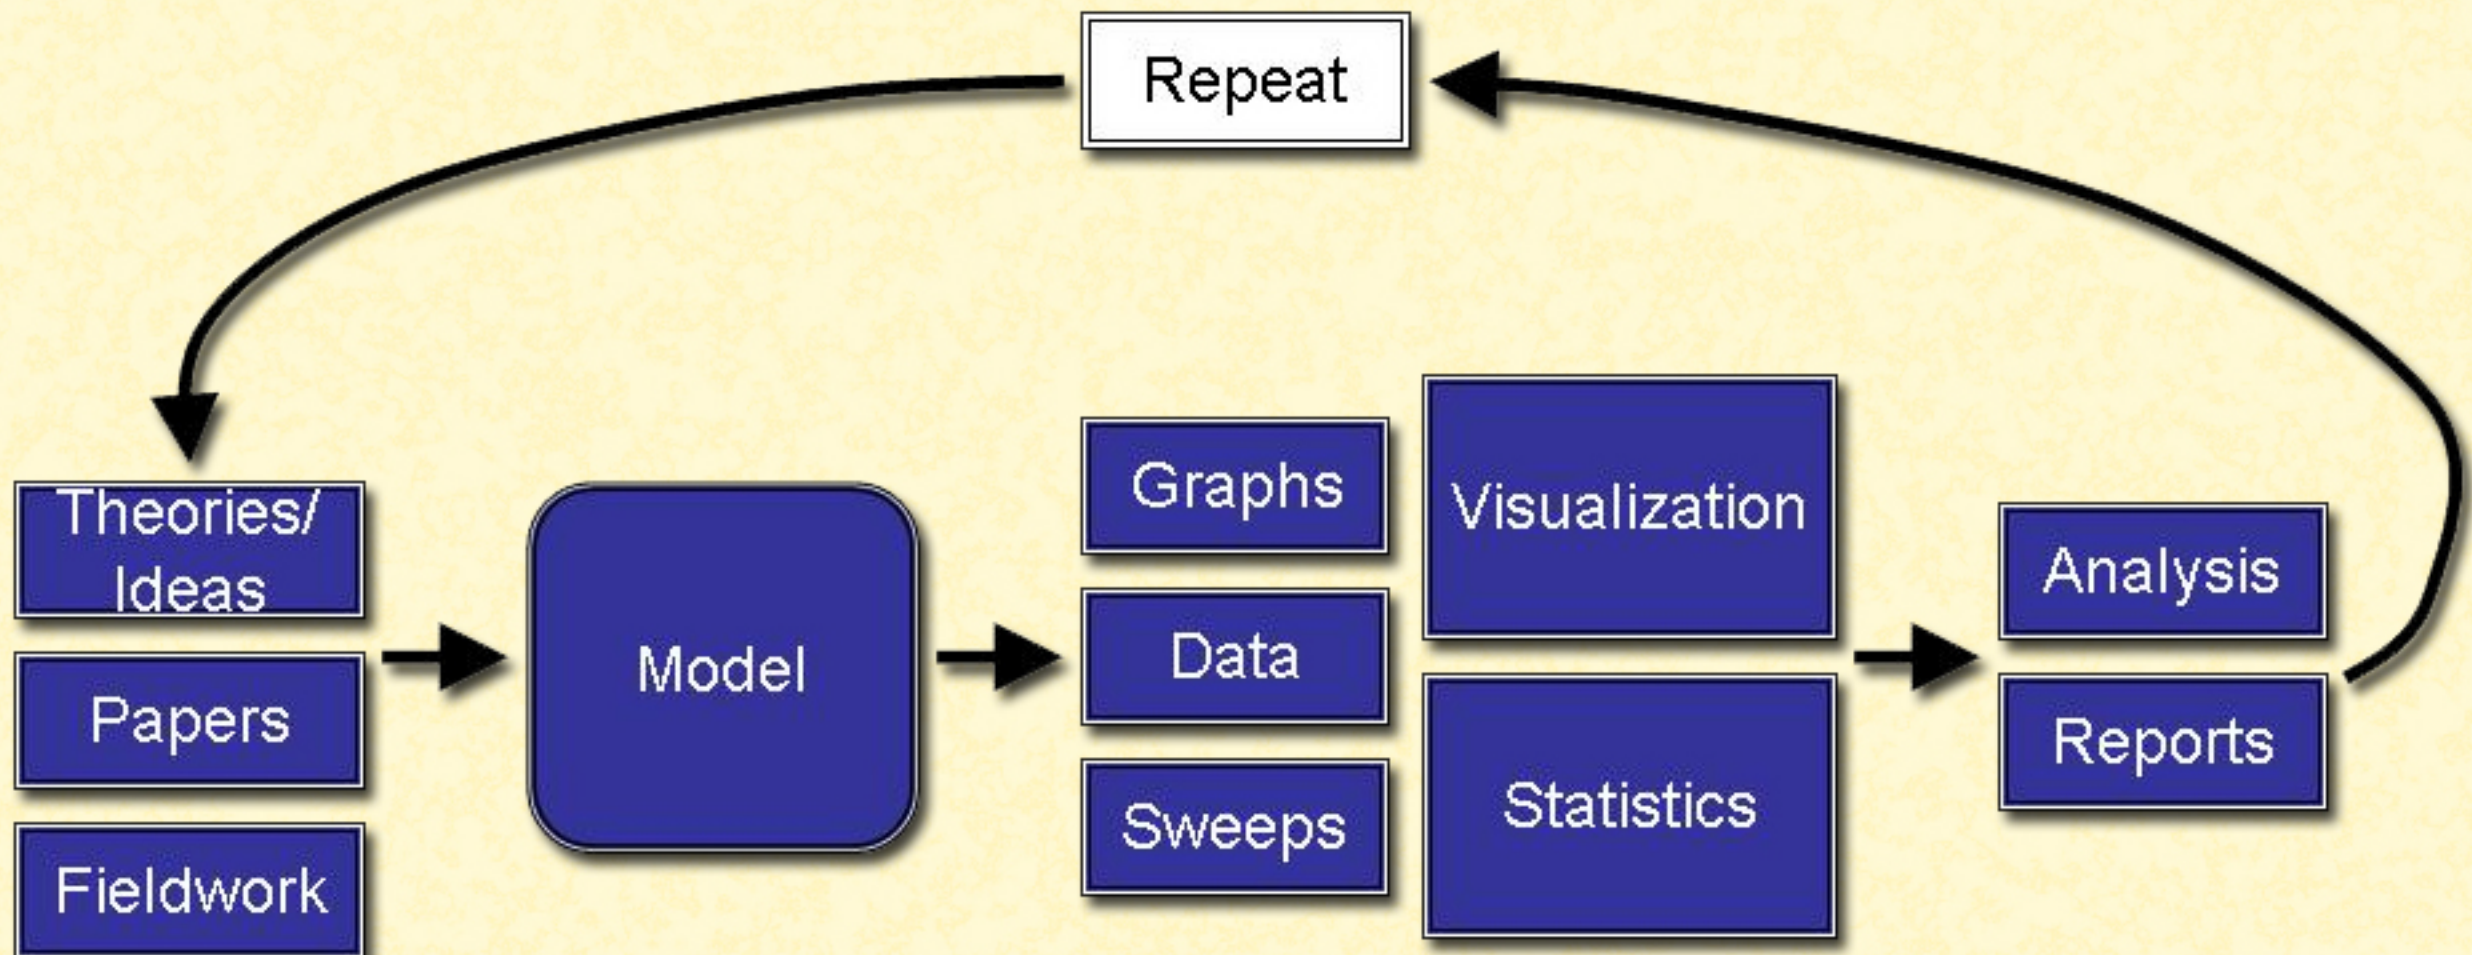 Repeat
Theories/
Ideas
Papers
Fieldwork
Model
Graphs
Data
Sweeps
Visualization
Statistics
Analysis
Reports